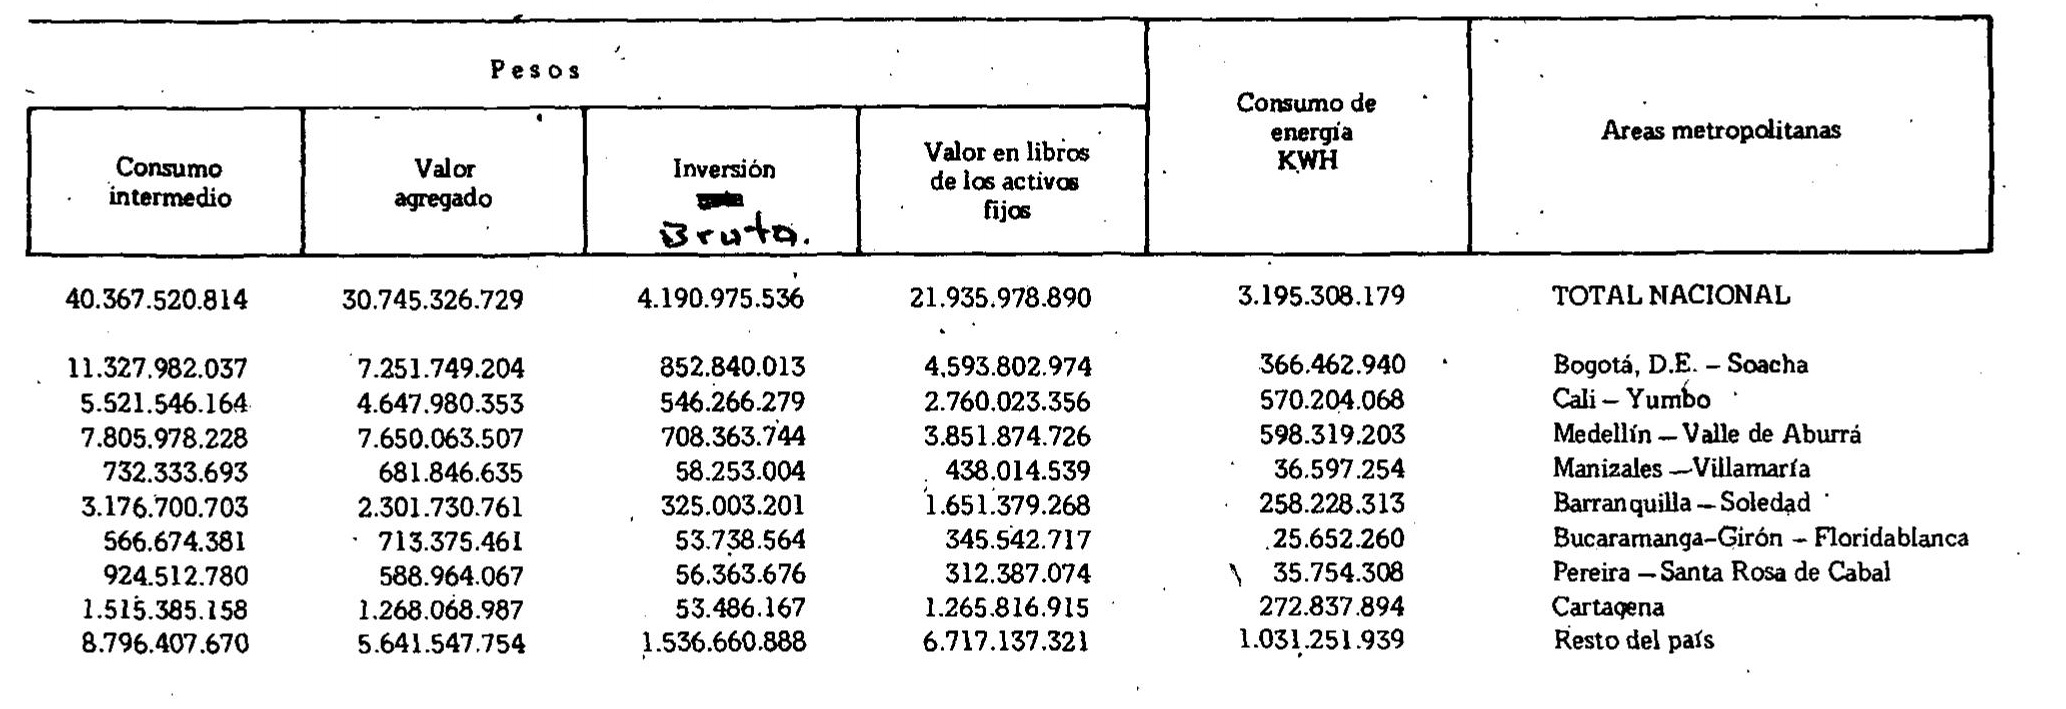 Pesos
Consumo intermedio
Valor agregado
Inversión Bruta.
Valor en libros de los activos fijos
Consumo de energía KWH
Areas metropolitanas
40.367.520.814 30.745.326.729 4.190.975.536 21.935.978.890 3.195.308.179 TOTAL NACIONAL
11.327.982.037 7.251.749.204 852.840.013 4.593.802.974 366.462.940 Bogotá, D.E. – Soacha
5.521.546.164 4.647.980.353 546.266.279 2.760.023.356 570.204.068 Cali – Yumbo
7.805.978.228 7.650.063.507 708.363.744 3.851.874.726 598.319.203 Medellín – Valle de Aburrá
732.333.693 681.846.635 58.253.004 438.014.539 36.597.254 Manizales –Villamaría
3.176.700.703 2.301.730.761 325.003.201 1.651.379.268 258.228.313 Barranquilla – Soledad
566.674.381 713.375.461 53.738.564 345.542.717 25.652.260 Bucaramanga-Girón – Floridablanca
924.512.780 588.964.067 56.363.676 312.387.074 35.754.308 Pereira – Santa Rosa de Cabal
1.515.385.158 1.268.068.987 53.486.167 1.265.816.915 272.837.894 Cartagena
8.796.407.670 5.641.547.754 1.536.660.888 6.717.137.321 1.031.251.939 Resto del país